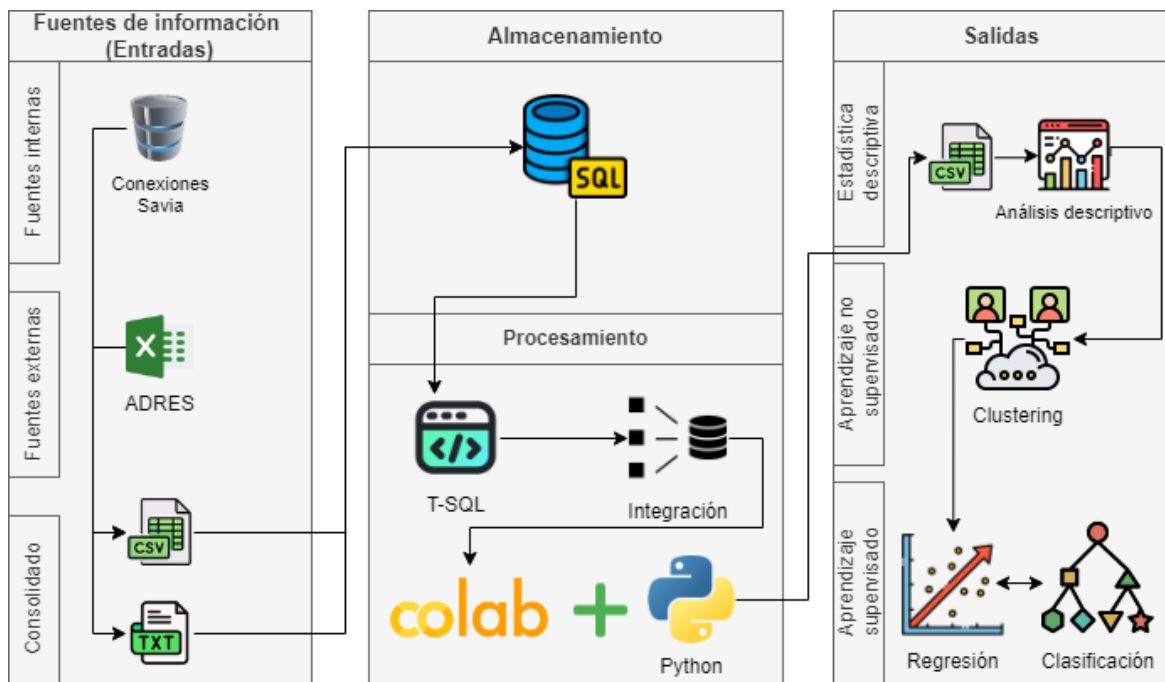 Fuentes de información
(Entradas)
Fuentes internas
Conexiones
Savia
Fuentes externas
ADRES
Consolidado
CSV
TXT
Almacenamiento
SQL
Procesamiento
T-SQL
Integración
colab
Python
Salidas
Estadística
descriptiva
CSV
Análisis descriptivo
Aprendizaje no
supervisado
Clustering
Aprendizaje
supervisado
Regresión
Clasificación